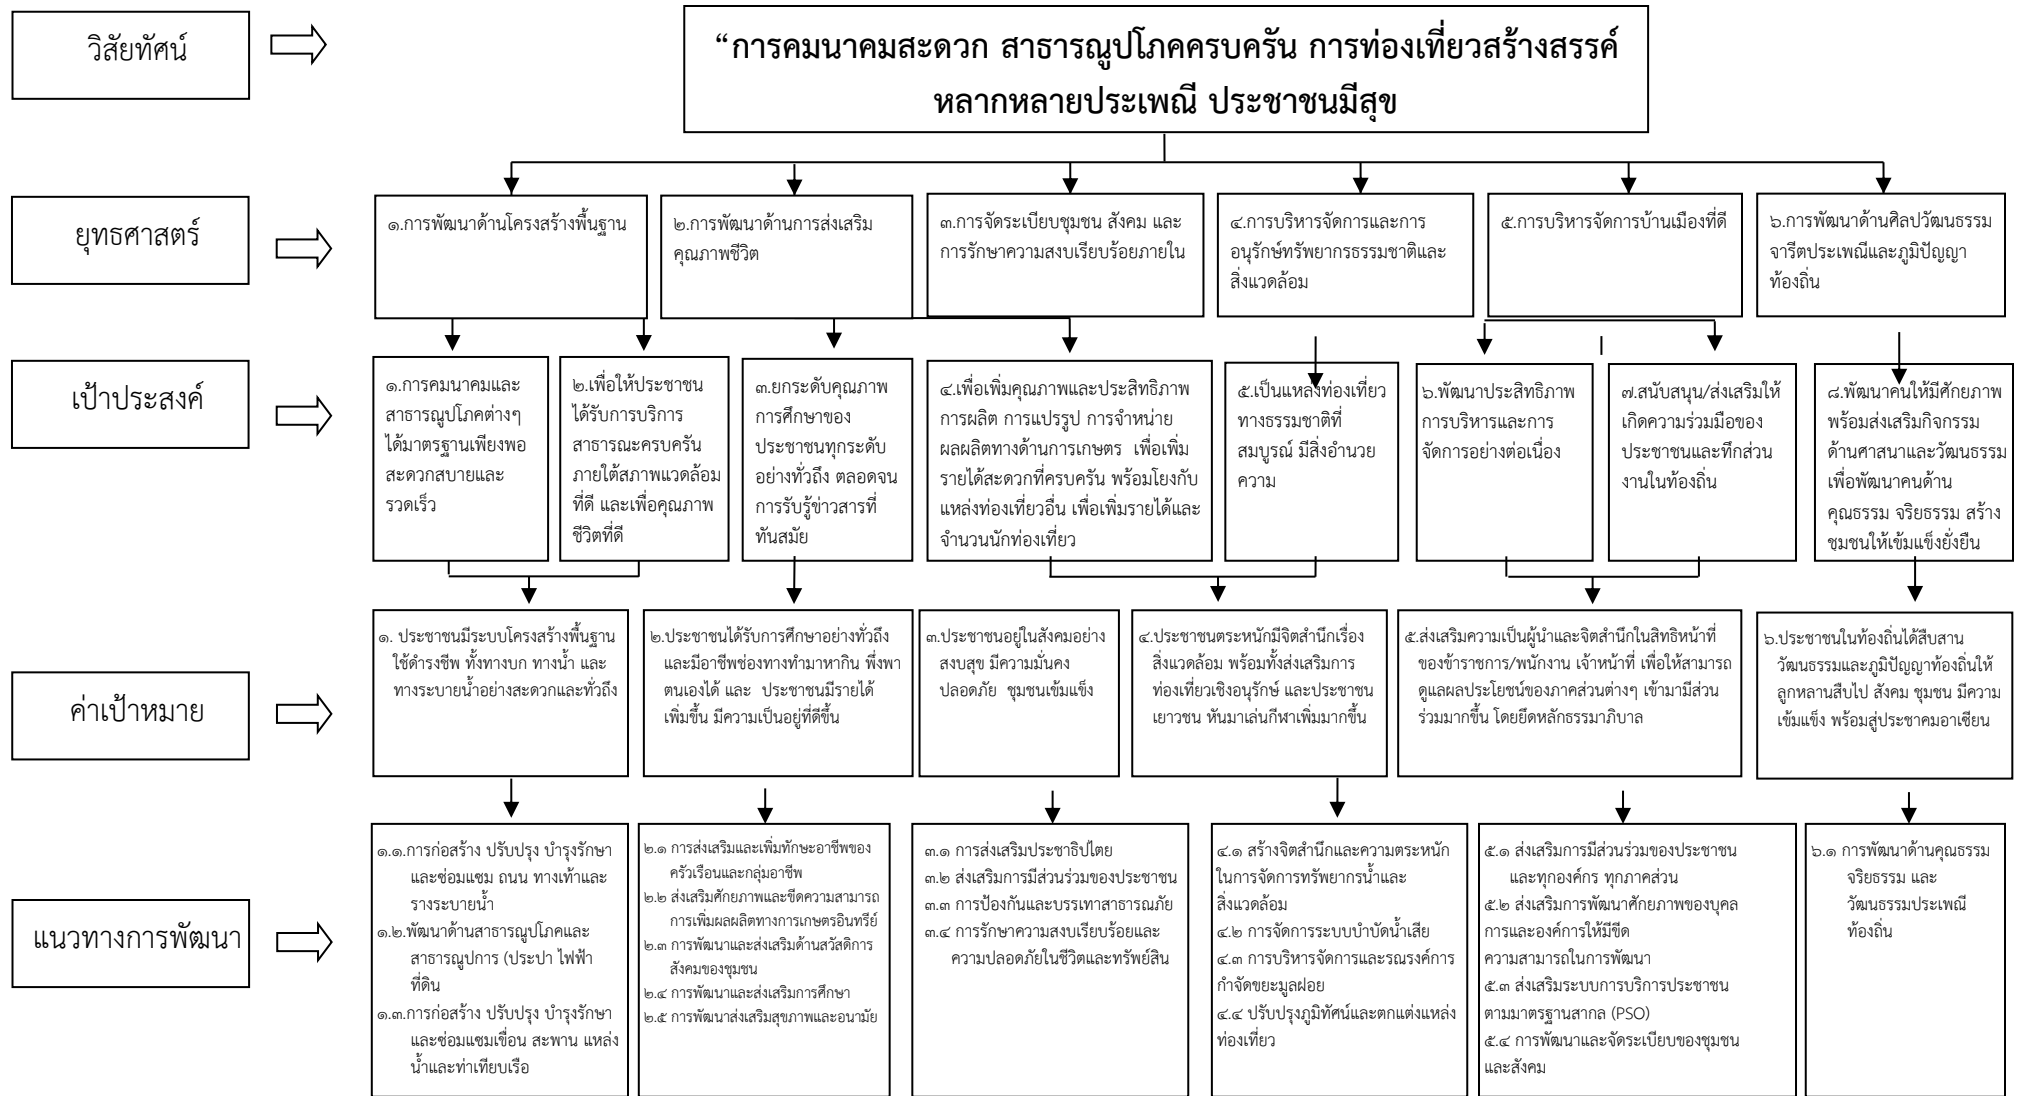 วิสัยทัศน์
“การคมนาคมสะดวก สาธารณูปโภคครบครัน การท่องเที่ยวสร้างสรรค์
หลากหลายประเพณี ประชาชนมีสุข
ยุทธศาสตร์
๑.การพัฒนาด้านโครงสร้างพื้นฐาน
๒.การพัฒนาด้านการส่งเสริม
คุณภาพชีวิต
๓.การจัดระเบียบชุมชน สังคม และ
การรักษาความสงบเรียบร้อยภายใน
๔.การบริหารจัดการและการ
อนุรักษ์ทรัพยากรธรรมชาติและ
สิ่งแวดล้อม
๕.การบริหารจัดการบ้านเมืองที่ดี
๖.การพัฒนาด้านศิลปวัฒนธรรม
จารีตประเพณีและภูมิปัญญา
ท้องถิ่น
เป้าประสงค์
๑.การคมนาคมและ
สาธารณูปโภคต่างๆ
ได้มาตรฐานเพียงพอ
สะดวกสบายและ
รวดเร็ว
๒.เพื่อให้ประชาชน
ได้รับการบริการ
สาธารณะครบครัน
ภายใต้สภาพแวดล้อม
ที่ดี และเพื่อคุณภาพ
ชีวิตที่ดี
๓.ยกระดับคุณภาพ
การศึกษาของ
ประชาชนทุกระดับ
อย่างทั่วถึง ตลอดจน
การรับรู้ข่าวสารที่
ทันสมัย
๔.เพื่อเพิ่มคุณภาพและประสิทธิภาพ
การผลิต การแปรรูป การจำหน่าย
ผลผลิตทางด้านการเกษตร เพื่อเพิ่ม
รายได้สะดวกที่ครบครัน พร้อมโยงกับ
แหล่งท่องเที่ยวอื่น เพื่อเพิ่มรายได้และ
จำนวนนักท่องเที่ยว
๕.เป็นแหล่งท่องเที่ยว
ทางธรรมชาติที่
สมบูรณ์ มีสิ่งอำนวย
ความ
๖.พัฒนาประสิทธิภาพ
การบริหารและการ
จัดการอย่างต่อเนื่อง
๗.สนับสนุน/ส่งเสริมให้
เกิดความร่วมมือของ
ประชาชนและทึกส่วน
งานในท้องถิ่น
๘.พัฒนาคนให้มีศักยภาพ
พร้อมส่งเสริมกิจกรรม
ด้านศาสนาและวัฒนธรรม
เพื่อพัฒนาคนด้าน
คุณธรรม จริยธรรม สร้าง
ชุมชนให้เข้มแข็งยั่งยืน
ค่าเป้าหมาย
๑. ประชาชนมีระบบโครงสร้างพื้นฐาน
ใช้ดำรงชีพ ทั้งทางบก ทางน้ำ และ
ทางระบายน้ำอย่างสะดวกและทั่วถึง
๒.ประชาชนได้รับการศึกษาอย่างทั่วถึง
และมีอาชีพช่องทางทำมาหากิน พึ่งพา
ตนเองได้ และ ประชาชนมีรายได้
เพิ่มขึ้น มีความเป็นอยู่ที่ดีขึ้น
๓.ประชาชนอยู่ในสังคมอย่าง
สงบสุข มีความมั่นคง
ปลอดภัย ชุมชนเข้มแข็ง
๔.ประชาชนตระหนักมีจิตสำนึกเรื่อง
สิ่งแวดล้อม พร้อมทั้งส่งเสริมการ
ท่องเที่ยวเชิงอนุรักษ์ และประชาชน
เยาวชน หันมาเล่นกีฬาเพิ่มมากขึ้น
๕.ส่งเสริมความเป็นผู้นำและจิตสำนึกในสิทธิหน้าที่
ของข้าราชการ/พนักงาน เจ้าหน้าที่ เพื่อให้สามารถ
ดูแลผลประโยชน์ของภาคส่วนต่างๆ เข้ามามีส่วน
ร่วมมากขึ้น โดยยึดหลักธรรมาภิบาล
๖.ประชาชนในท้องถิ่นได้สืบสาน
วัฒนธรรมและภูมิปัญญาท้องถิ่นให้
ลูกหลานสืบไป สังคม ชุมชน มีความ
เข้มแข็ง พร้อมสู่ประชาคมอาเซียน
แนวทางการพัฒนา
๑.๑.การก่อสร้าง ปรับปรุง บำรุงรักษา
และซ่อมแซม ถนน ทางเท้าและ
รางระบายน้ำ
๑.๒.พัฒนาด้านสาธารณูปโภคและ
สาธารณูปการ (ประปา ไฟฟ้า
ที่ดิน
๑.๓.การก่อสร้าง ปรับปรุง บำรุงรักษา
และซ่อมแซมเขื่อน สะพาน แหล่ง
น้ำและท่าเทียบเรือ
๒.๑ การส่งเสริมและเพิ่มทักษะอาชีพของ
ครัวเรือนและกลุ่มอาชีพ
๒.๒ ส่งเสริมศักยภาพและขีดความสามารถ
การเพิ่มผลผลิตทางการเกษตรอินทรีย์
๒.๓ การพัฒนาและส่งเสริมด้านสวัสดิการ
สังคมของชุมชน
๒.๔ การพัฒนาและส่งเสริมการศึกษา
๒.๕ การพัฒนาส่งเสริมสุขภาพและอนามัย
๓.๑ การส่งเสริมประชาธิปไตย
๓.๒ ส่งเสริมการมีส่วนร่วมของประชาชน
๓.๓ การป้องกันและบรรเทาสาธารณภัย
๓.๔ การรักษาความสงบเรียบร้อยและ
ความปลอดภัยในชีวิตและทรัพย์สิน
๔.๑ สร้างจิตสำนึกและความตระหนัก
ในการจัดการทรัพยากรน้ำและ
สิ่งแวดล้อม
๔.๒ การจัดการระบบบำบัดน้ำเสีย
๔.๓ การบริหารจัดการและรณรงค์การ
กำจัดขยะมูลฝอย
๔.๔ ปรับปรุงภูมิทัศน์และตกแต่งแหล่ง
ท่องเที่ยว
๕.๑ ส่งเสริมการมีส่วนร่วมของประชาชน
และทุกองค์กร ทุกภาคส่วน
๕.๒ ส่งเสริมการพัฒนาศักยภาพของบุคล
การและองค์การให้มีขีด
ความสามารถในการพัฒนา
๕.๓ ส่งเสริมระบบการบริการประชาชน
ตามมาตรฐานสากล (PSO)
๕.๔ การพัฒนาและจัดระเบียบของชุมชน
และสังคม
๖.๑ การพัฒนาด้านคุณธรรม
จริยธรรม และ
วัฒนธรรมประเพณี
ท้องถิ่น